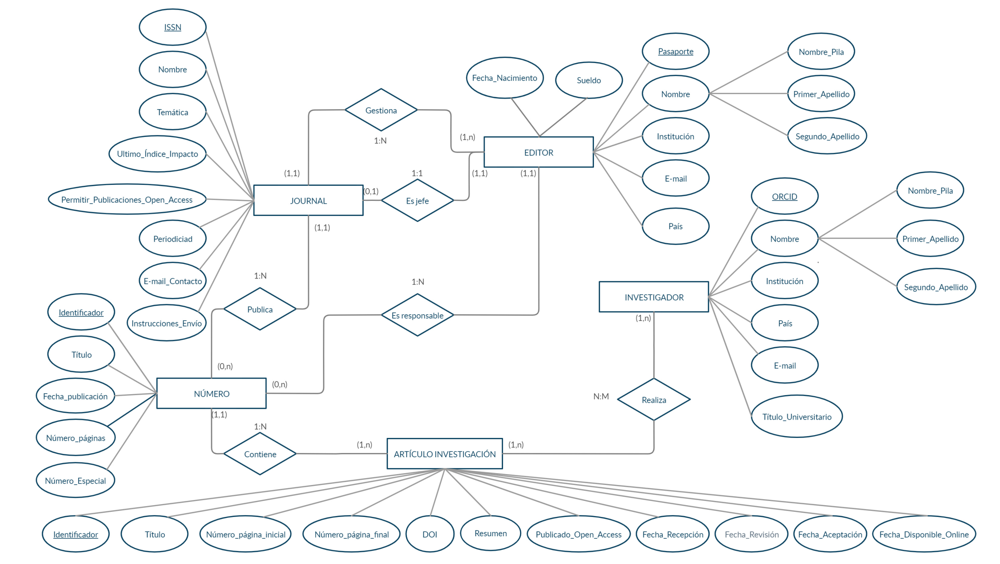 ISSN
Nombre
Temática
Ultimo_Índice_Impacto
Permitir_Publicaciones_Open_Access
Periodiciad
E-mail_Contacto
Instrucciones_Envío
Gestiona
1:N
(1,1)
(1,n)
JOURNAL
(0,1)
1:1
Es jefe
(1,1)
(1,1)
(1,1)
Fecha_Nacimiento
Sueldo
EDITOR
Pasaporte
Nombre
Institución
E-mail
País
Nombre_Pila
Primer_Apellido
Segundo_Apellido
ORCID
Nombre
Institución
País
E-mail
Título_Universitario
Nombre_Pila
Primer_Apellido
Segundo_Apellido
INVESTIGADOR
(1,n)
1:N
Publica
(0,n)
1:N
Es responsable
(0,n)
Identificador
Título
Fecha_publicación
Número_páginas
Número_Especial
NÚMERO
(1,1)
1:N
Contiene
(1,n)
ARTÍCULO INVESTIGACIÓN
(1,n)
N:M
Realiza
Identificador
Título
Número_página_inicial
Número_página_final
DOI
Resumen
Publicado_Open_Access
Fecha_Recepción
Fecha_Revisión
Fecha_Aceptación
Fecha_Disponible_Online